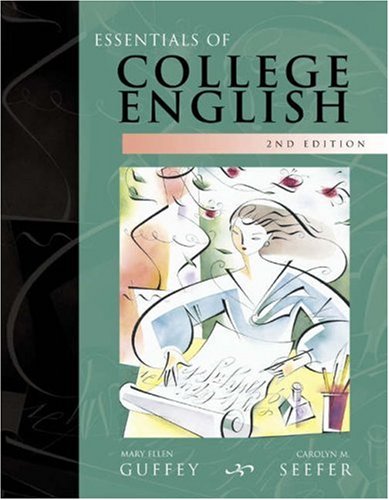 ESSENTIALS OF
COLLEGE
ENGLISH
2ND EDITION
MARY ELLEN
GUFFEY
CAROLYN M.
SEEFER